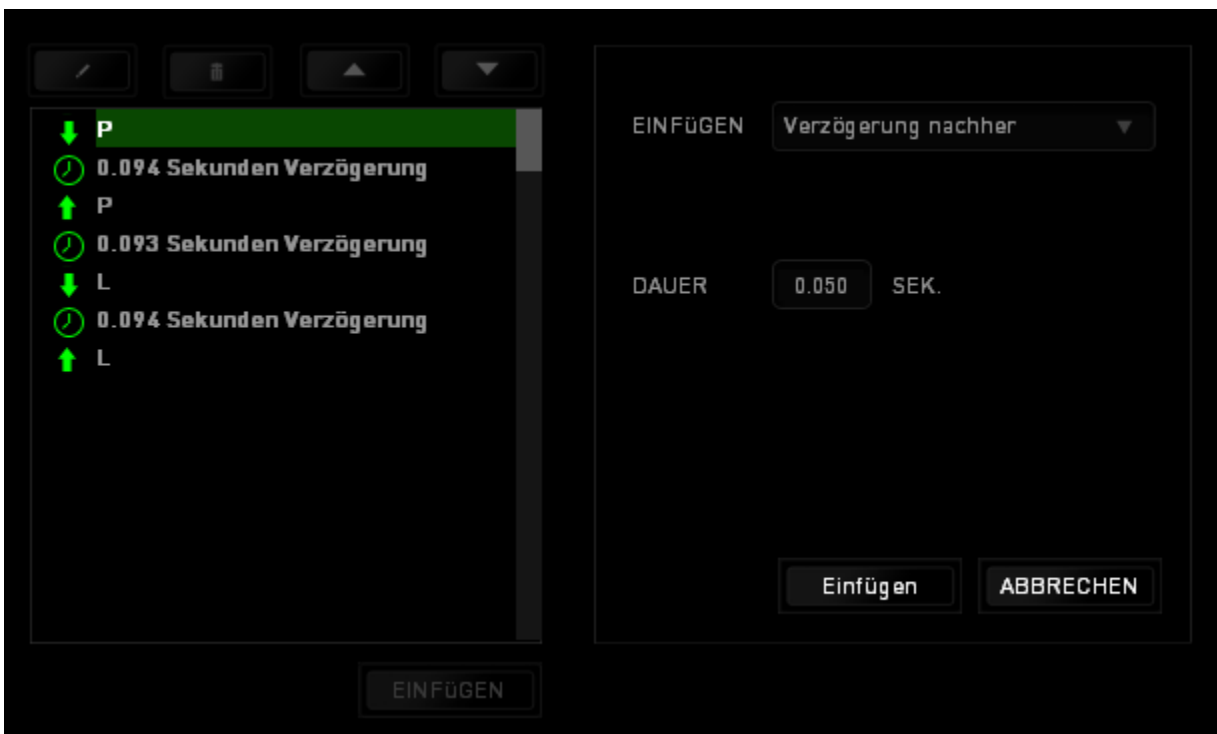 P
0.094 Sekunden Verzögerung
P
0.093 Sekunden Verzögerung
L
0.094 Sekunden Verzögerung
L
EINFüGEN
EINFüGEN Verzögerung nachher
DAUER 0.050 SEK.
Einfügen ABBRECHEN